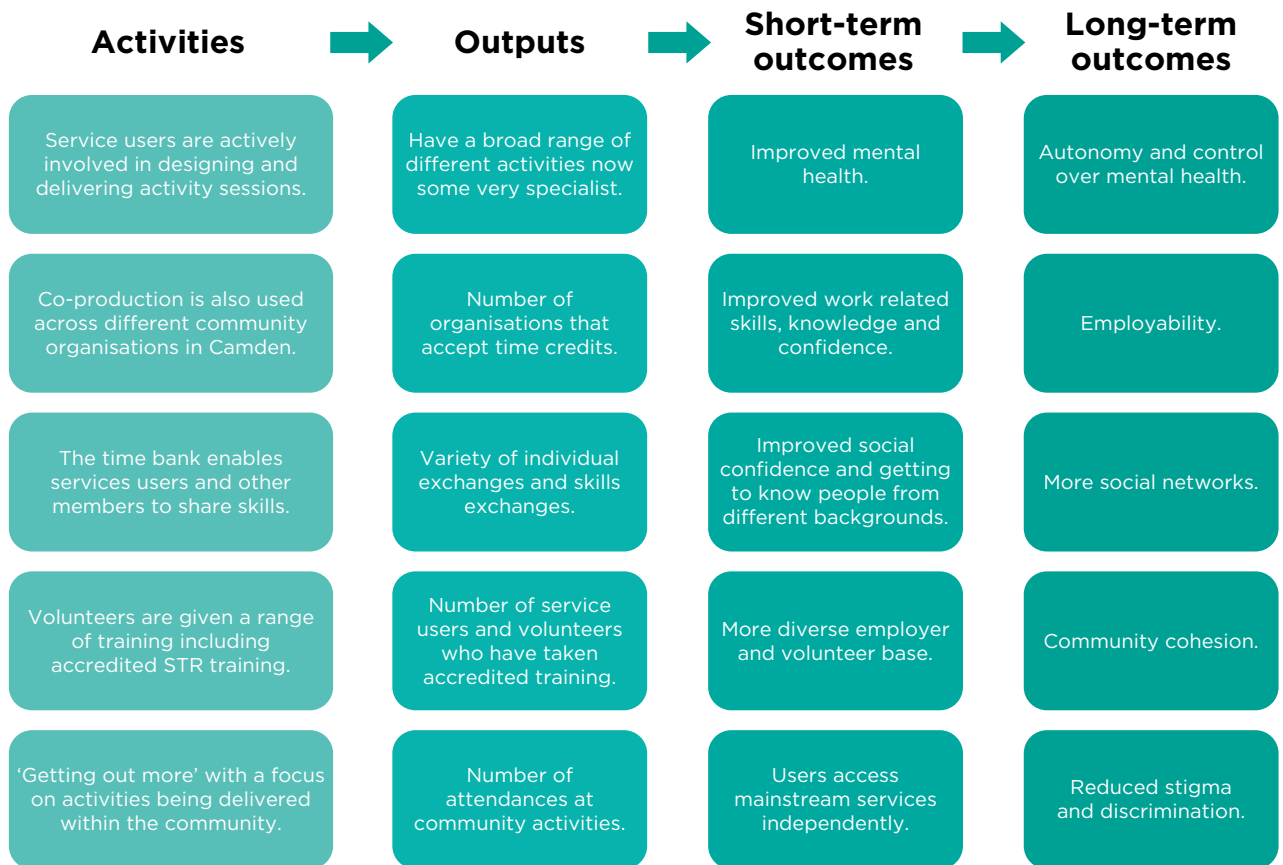 Activities
Outputs
Short-term
outcomes
Long-term
outcomes
Service users are actively
involved in designing and
delivering activity sessions.
Have a broad range of
different activities now
some very specialist.
Improved mental
health.
Autonomy and control
over mental health.
Co-production is also used
across different community
organisations in Camden.
Number of
organisations that
accept time credits.
Improved work related
skills, knowledge and
confidence.
Employability.
The time bank enables
services users and other
members to share skills.
Variety of individual
exchanges and skills
exchanges.
Improved social
confidence and getting
to know people from
different backgrounds.
More social networks.
Volunteers are given a range
of training including
accredited STR training.
Number of service
users and volunteers
who have taken
accredited training.
More diverse employer
and volunteer base.
Community cohesion.
‘Getting out more’ with a focus
on activities being delivered
within the community.
Number of
attendances at
community activities.
Users access
mainstream services
independently.
Reduced stigma
and discrimination.